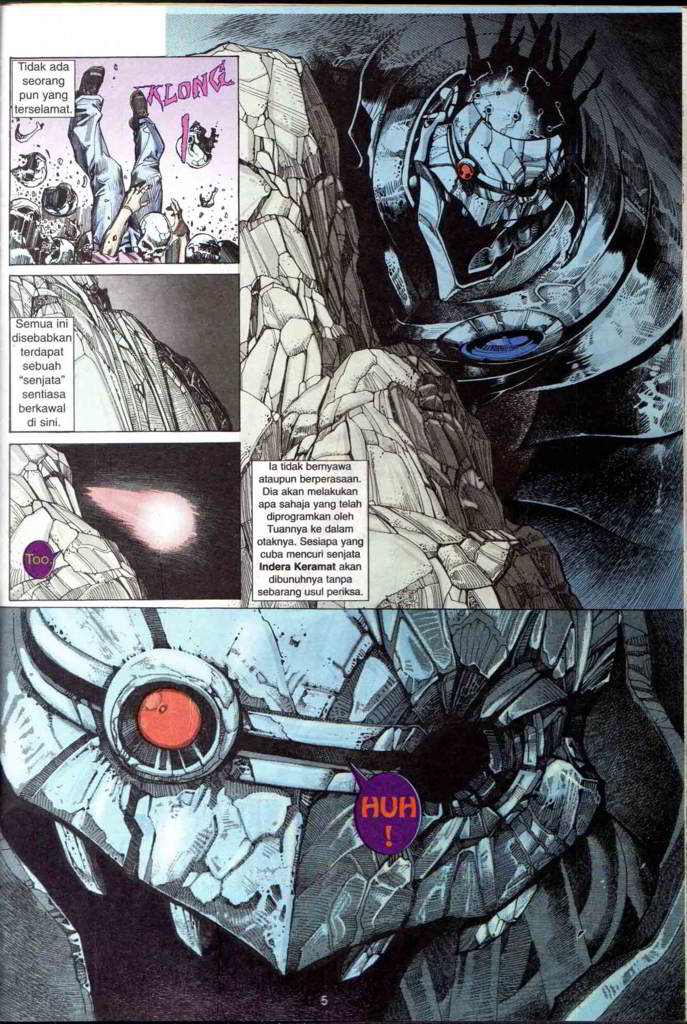 Tidak ada
seorang
pun yang
terselamat.
KLONG
!
Semua ini
disebabkan
terdapat
sebuah
“senjata”
sentiasa
berkawal
di sini.
Too.
Ia tidak bernyawa
ataupun berperasaan.
Dia akan melakukan
apa sahaja yang telah
diprogramkan oleh
Tuannya ke dalam
otaknya. Sesiapa yang
cuba mencuri senjata
Indera Keramat akan
dibunuhnya tanpa
sebarang usul periksa.
HUH
!
5